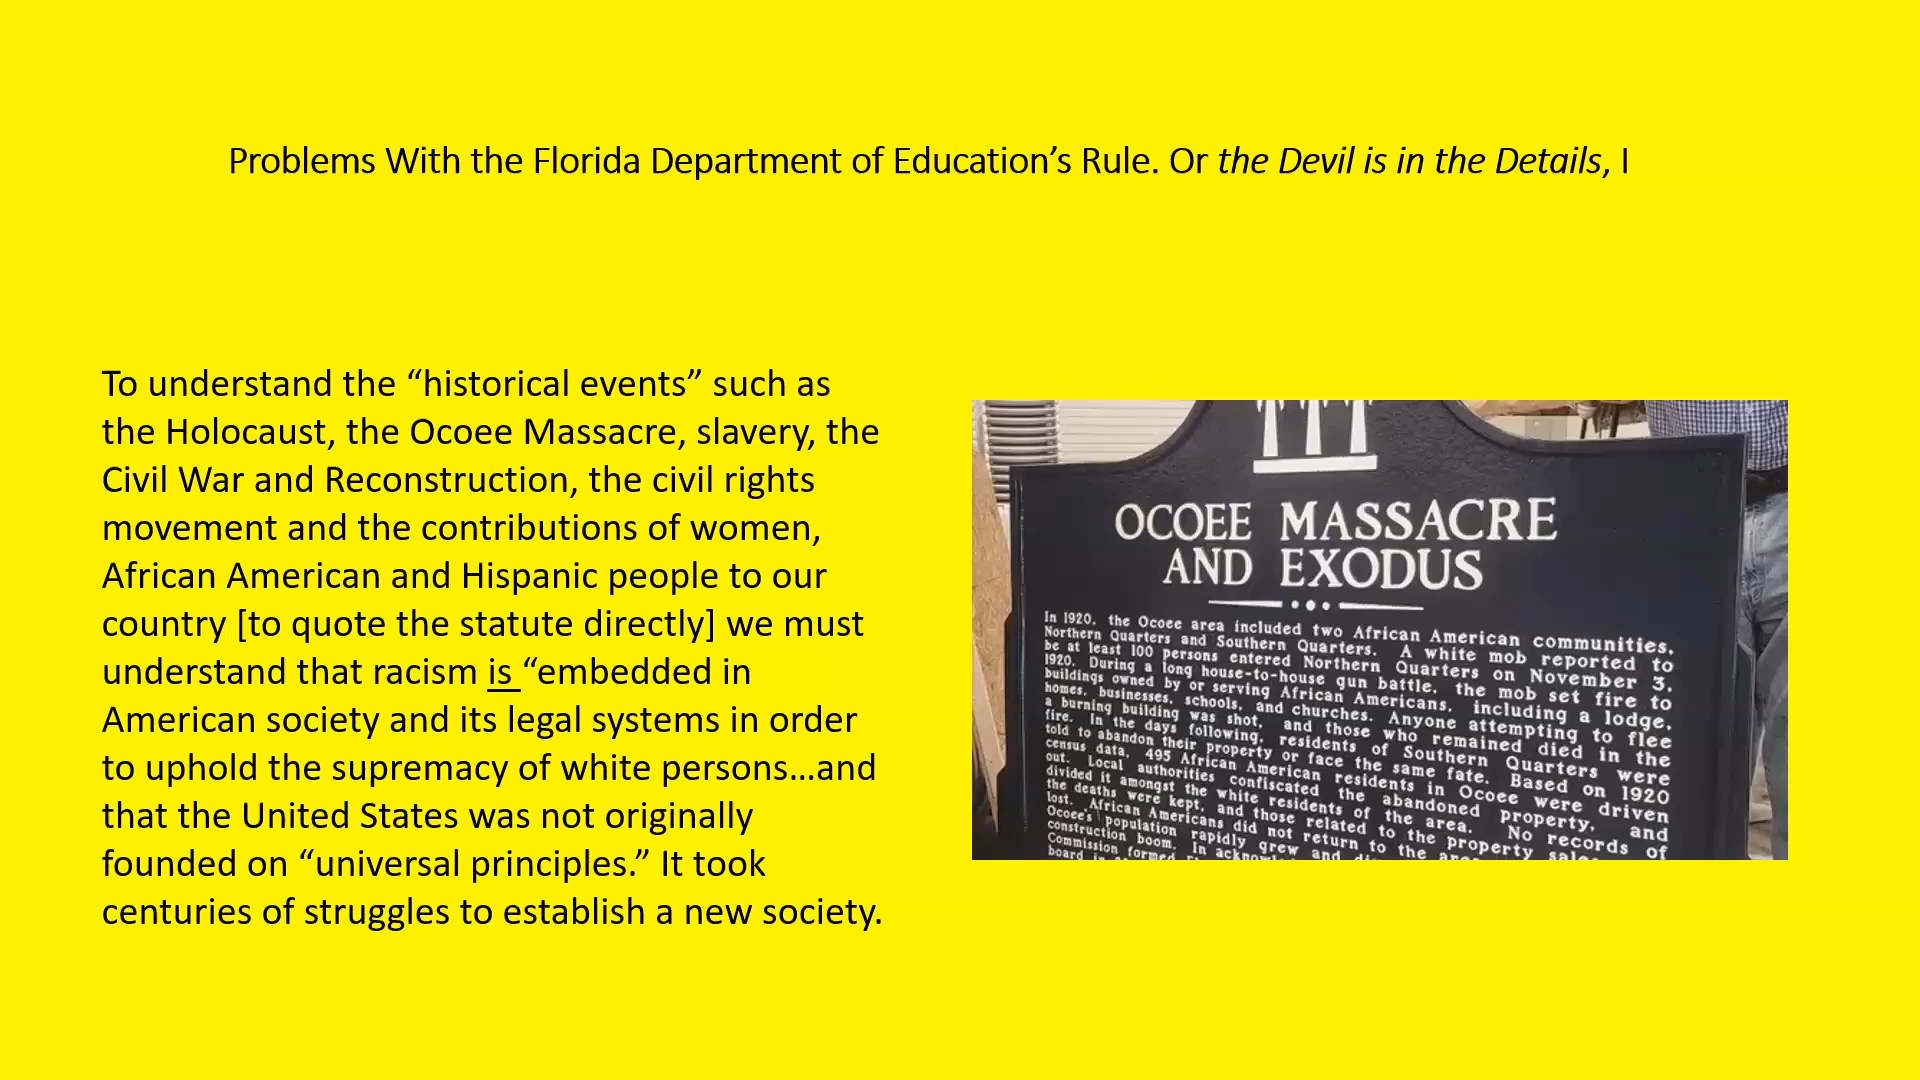 Problems With the Florida Department of Education’s Rule. Or the Devil is in the Details, I
To understand the “historical events” such as
the Holocaust, the Ocoee Massacre, slavery, the
Civil War and Reconstruction, the civil rights
movement and the contributions of women,
African American and Hispanic people to our
country [to quote the statute directly] we must
understand that racism is “embedded in
American society and its legal systems in order
to uphold the supremacy of white persons…and
that the United States was not originally
founded on “universal principles.” It took
centuries of struggles to establish a new society.
OCOEE MASSACRE
AND EXODUS
In 1920, the Ocoee area included two African American communities,
Northern Quarters and Southern Quarters. A white mob reported to
be at least 100 persons entered Northern Quarters on November 3,
1920. During a long house-to-house gun battle, the mob set fire to
buildings owned by or serving African Americans, including a lodge,
homes, businesses, schools, and churches. Anyone attempting to flee
a burning building was shot, and those who remained died in the
fire. In the days following, residents of Southern Quarters were
told to abandon their property or face the same fate. Based on 1920
census data, 495 African American residents in Ocoee were driven
out. Local authorities confiscated the abandoned property, and
divided it amongst the white residents of the area. No records of
the deaths were kept, and those related to the property
lost. African Americans did not return to the
Ocoee's population rapidly grew and
construction boom. In
Commission formed
board in